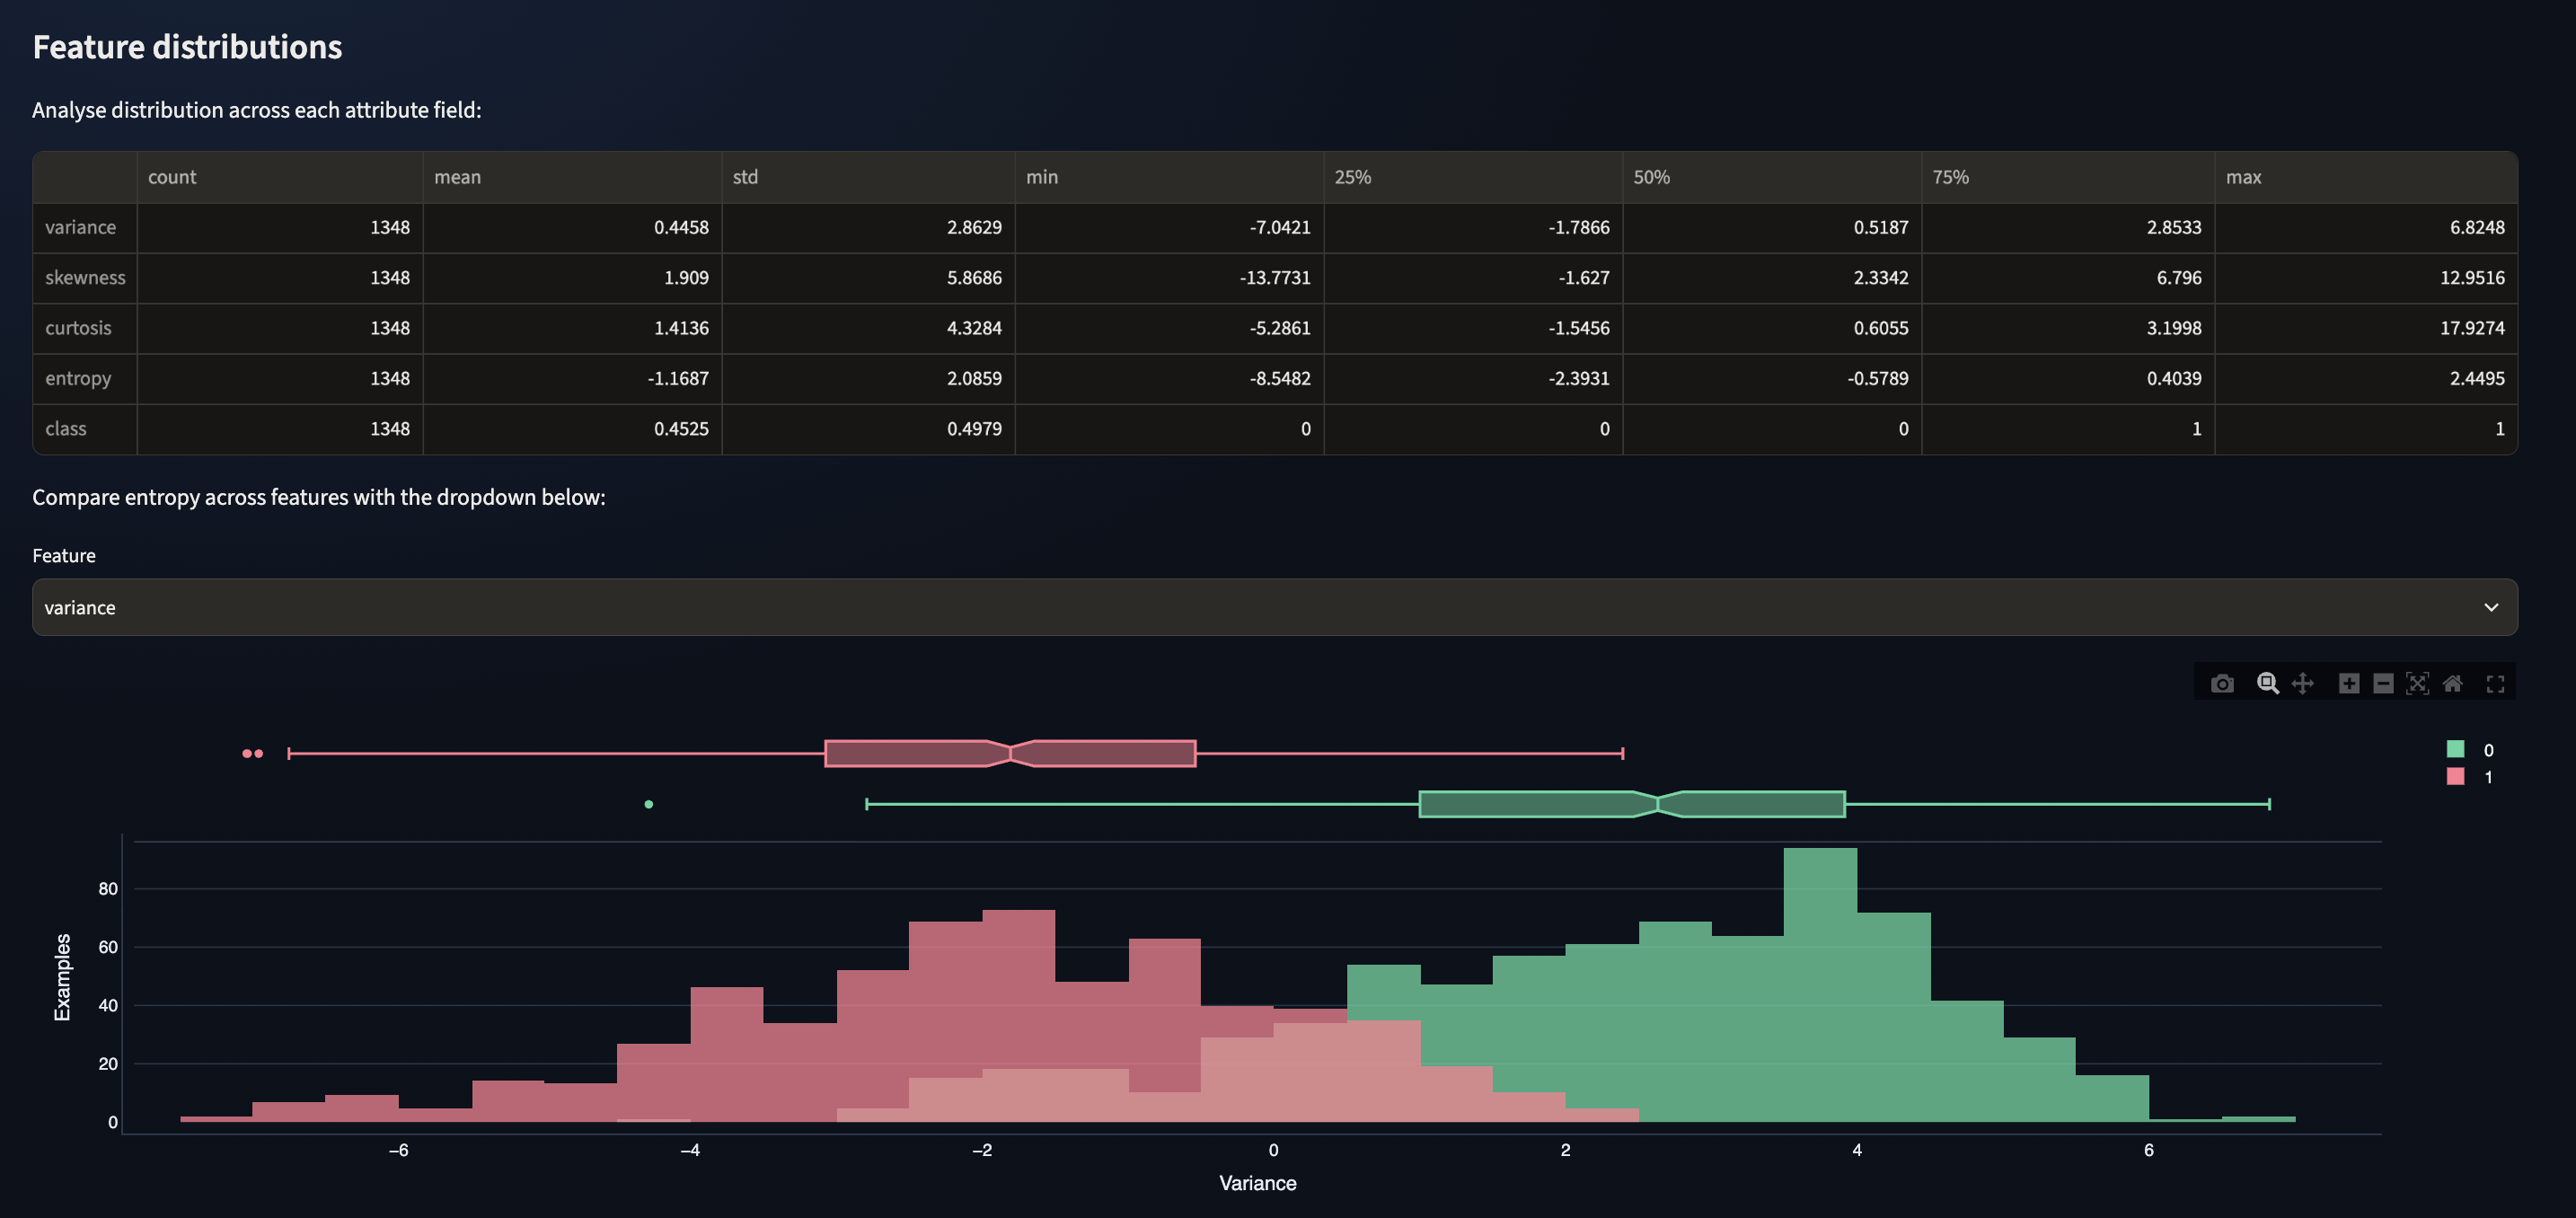 Feature distributions
Analyse distribution across each attribute field:
count mean std min 25% 50% 75% max
variance 1348 0.4458 2.8629 -7.0421 -1.7866 0.5187 2.8533 6.8248
skewness 1348 1.909 5.8686 -13.7731 -1.627 2.3342 6.796 12.9516
curtosis 1348 1.4136 4.3284 -5.2861 -1.5456 0.6055 3.1998 17.9274
entropy 1348 -1.1687 2.0859 -8.5482 -2.3931 -0.5789 0.4039 2.4495
class 1348 0.4525 0.4979 0 0 0 1 1
Compare entropy across features with the dropdown below:
Feature
variance
0
1
80
60
40
20
0
Examples
−6 −4 −2 0 2 4 6
Variance